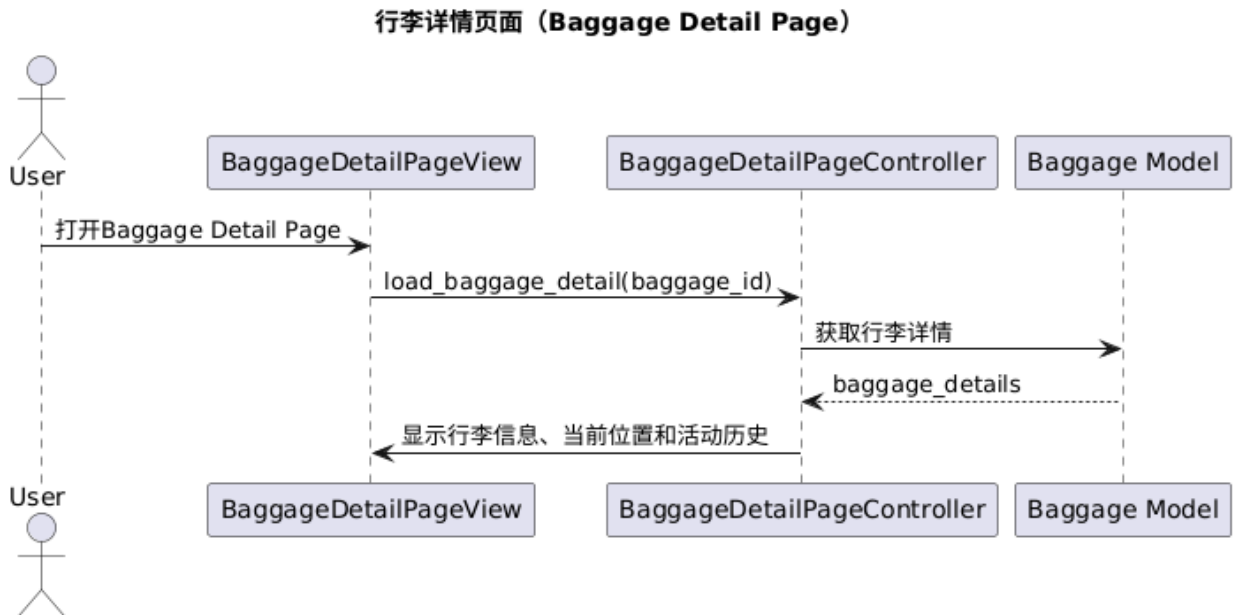 行李详情页面（Baggage Detail Page）
User
BaggageDetailPageView
BaggageDetailPageController
Baggage Model
打开Baggage Detail Page
load_baggage_detail(baggage_id)
获取行李详情
baggage_details
显示行李信息、当前位置和活动历史
User
BaggageDetailPageView
BaggageDetailPageController
Baggage Model